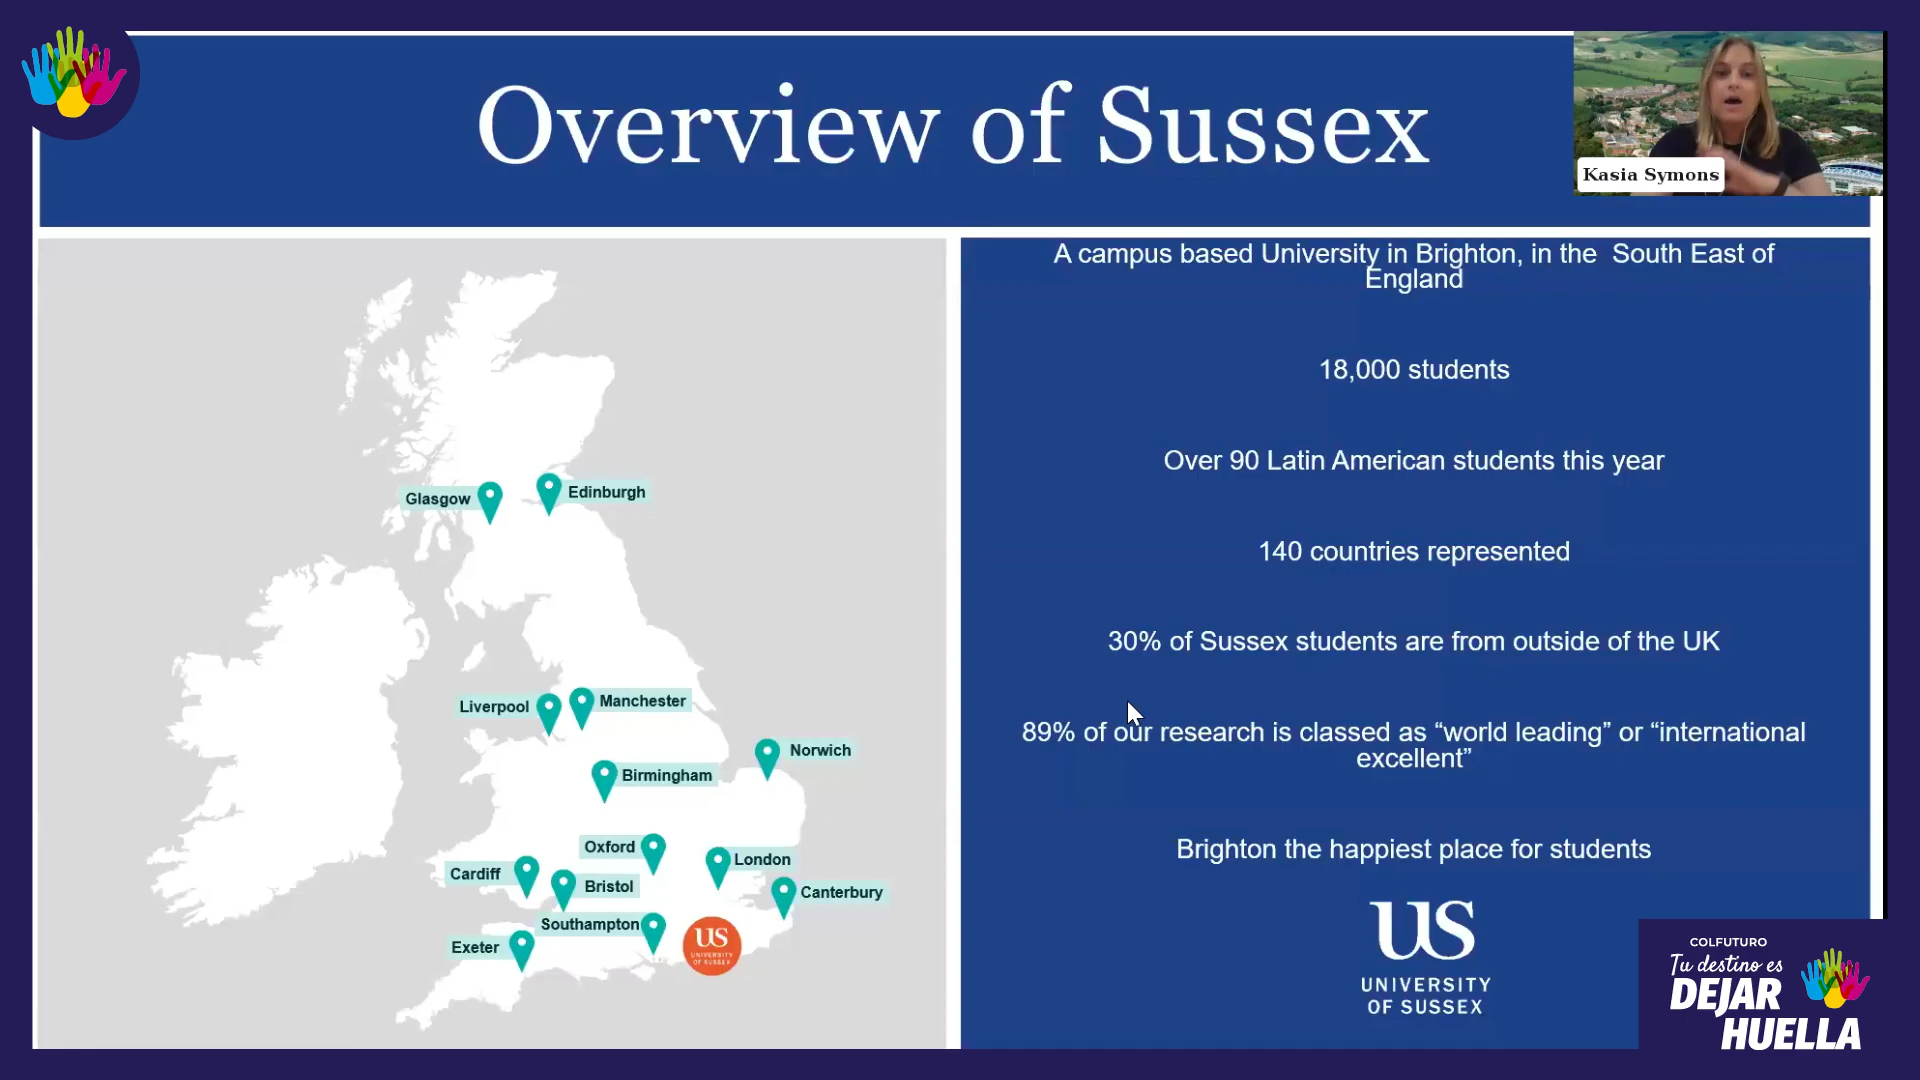 Overview of Sussex
Kasia Symons
A campus based University in Brighton, in the South East of
England
18,000 students
Over 90 Latin American students this year
140 countries represented
30% of Sussex students are from outside of the UK
89% of our research is classed as “world leading” or “international
excellent”
Brighton the happiest place for students
US
UNIVERSITY
OF SUSSEX
Glasgow
Edinburgh
Liverpool
Manchester
Norwich
Birmingham
Oxford
London
Cardiff
Bristol
Canterbury
Southampton
Exeter
US
UNIVERSITY
OF SUSSEX
COLFUTURO
Tu destino es
DEJAR
HUELLA